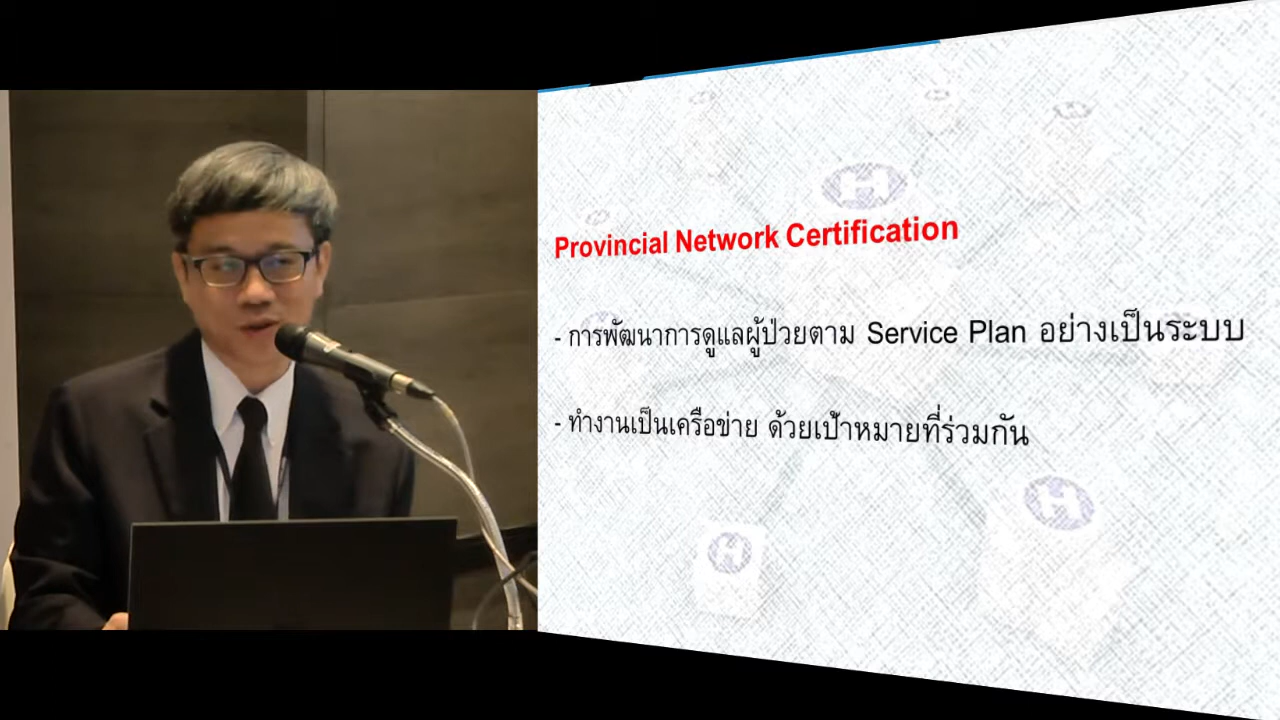 Provincial Network Certification
- การพัฒนาการดูแลผู้ป่วยตาม Service Plan อย่างเป็นระบบ
- ทำงานเป็นเครือข่าย ด้วยเป้าหมายที่ร่วมกัน
H
H
H